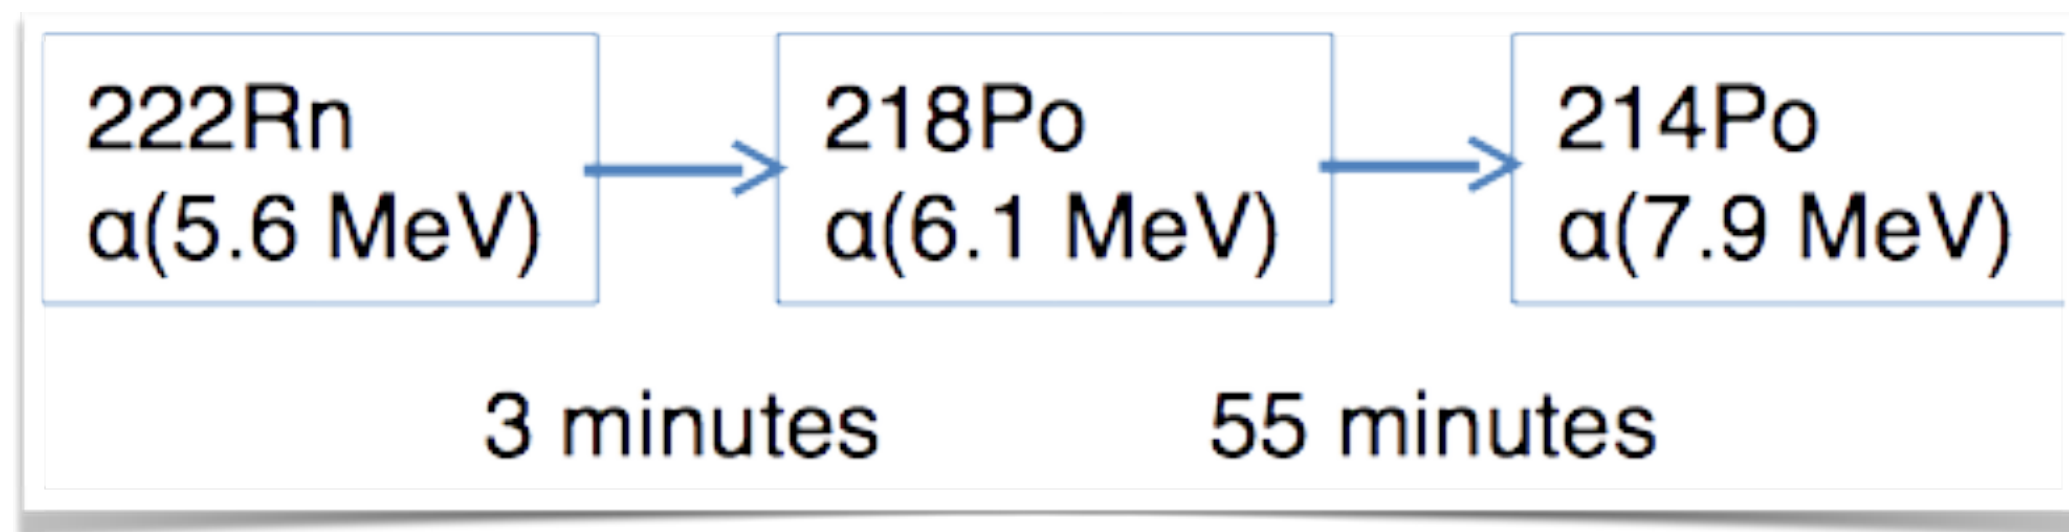 222Rn
α(5.6 MeV)
218Po
α(6.1 MeV)
214Po
α(7.9 MeV)
3 minutes
55 minutes